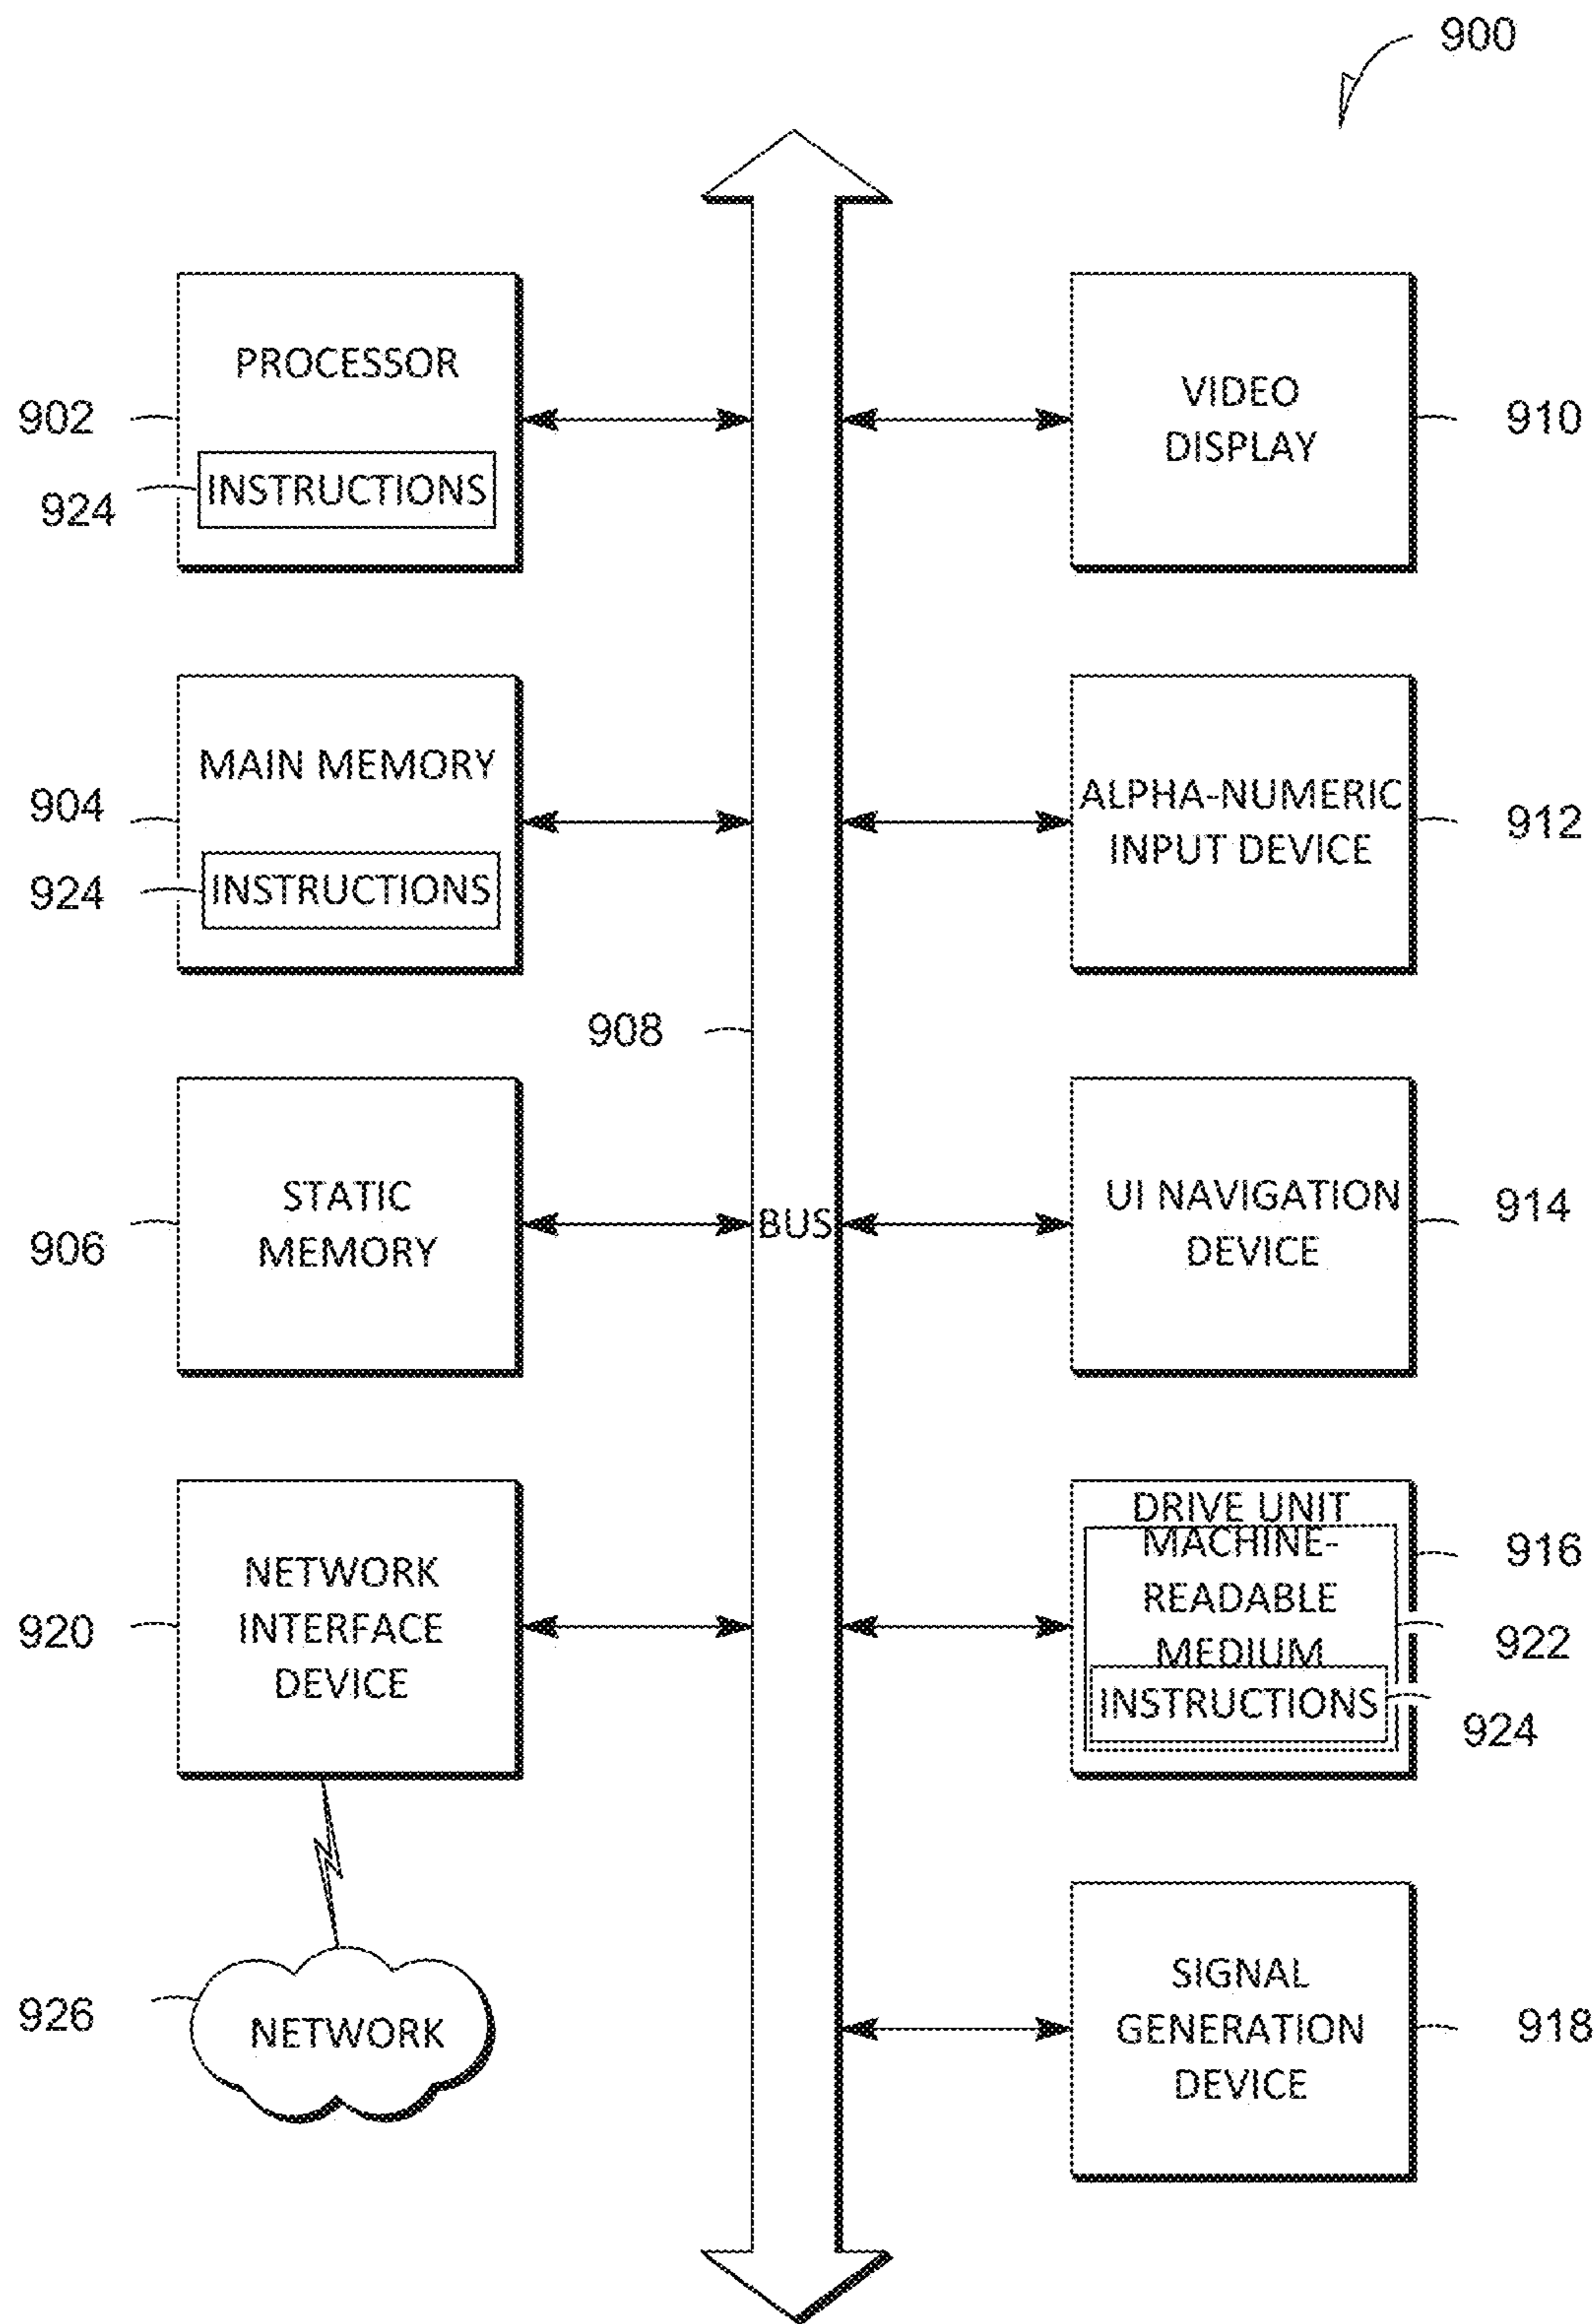 900
PROCESSOR
902
INSTRUCTIONS
924
VIDEO
DISPLAY
910
MAIN MEMORY
904
INSTRUCTIONS
924
ALPHA-NUMERIC
INPUT DEVICE
912
908
BUS
STATIC
MEMORY
906
UI NAVIGATION
DEVICE
914
NETWORK
INTERFACE
DEVICE
920
DRIVE UNIT
MACHINE-
READABLE
MEDIUM
INSTRUCTIONS
916
922
924
NETWORK
926
SIGNAL
GENERATION
DEVICE
918